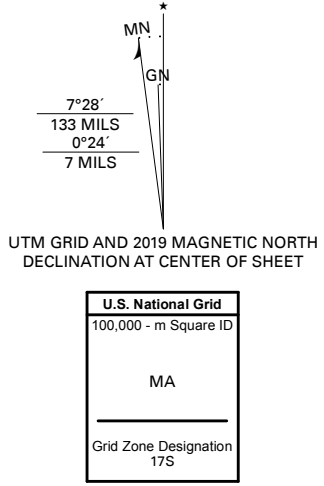 ★
MN
GN
7°28´
133 MILS
0°24´
7 MILS
UTM GRID AND 2019 MAGNETIC NORTH
DECLINATION AT CENTER OF SHEET
U.S. National Grid
100,000 - m Square ID
MA
Grid Zone Designation
17S